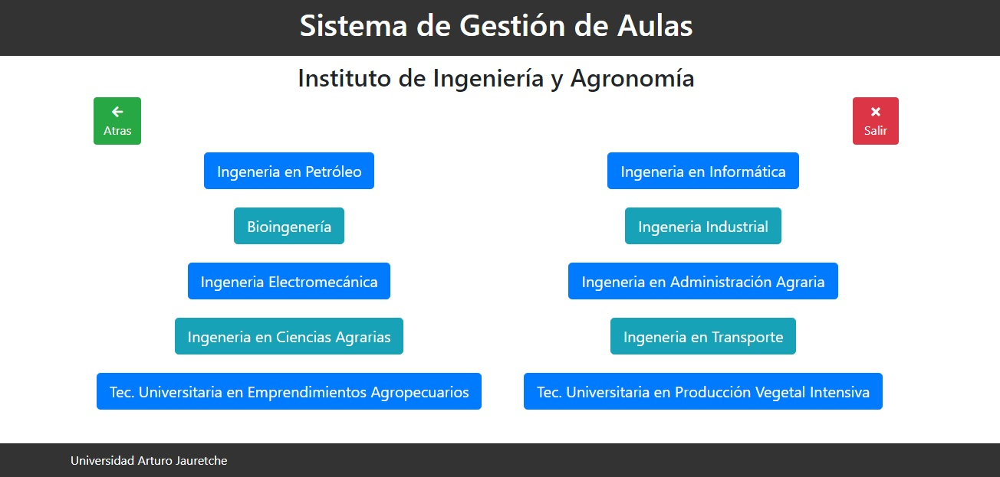 Sistema de Gestión de Aulas
Instituto de Ingeniería y Agronomía
Atras
Salir
Ingeneria en Petróleo
Ingeneria en Informática
Bioingenería
Ingeneria Industrial
Ingeneria Electromecánica
Ingeneria en Administración Agraria
Ingeneria en Ciencias Agrarias
Ingeneria en Transporte
Tec. Universitaria en Emprendimientos Agropecuarios
Tec. Universitaria en Producción Vegetal Intensiva
Universidad Arturo Jauretche